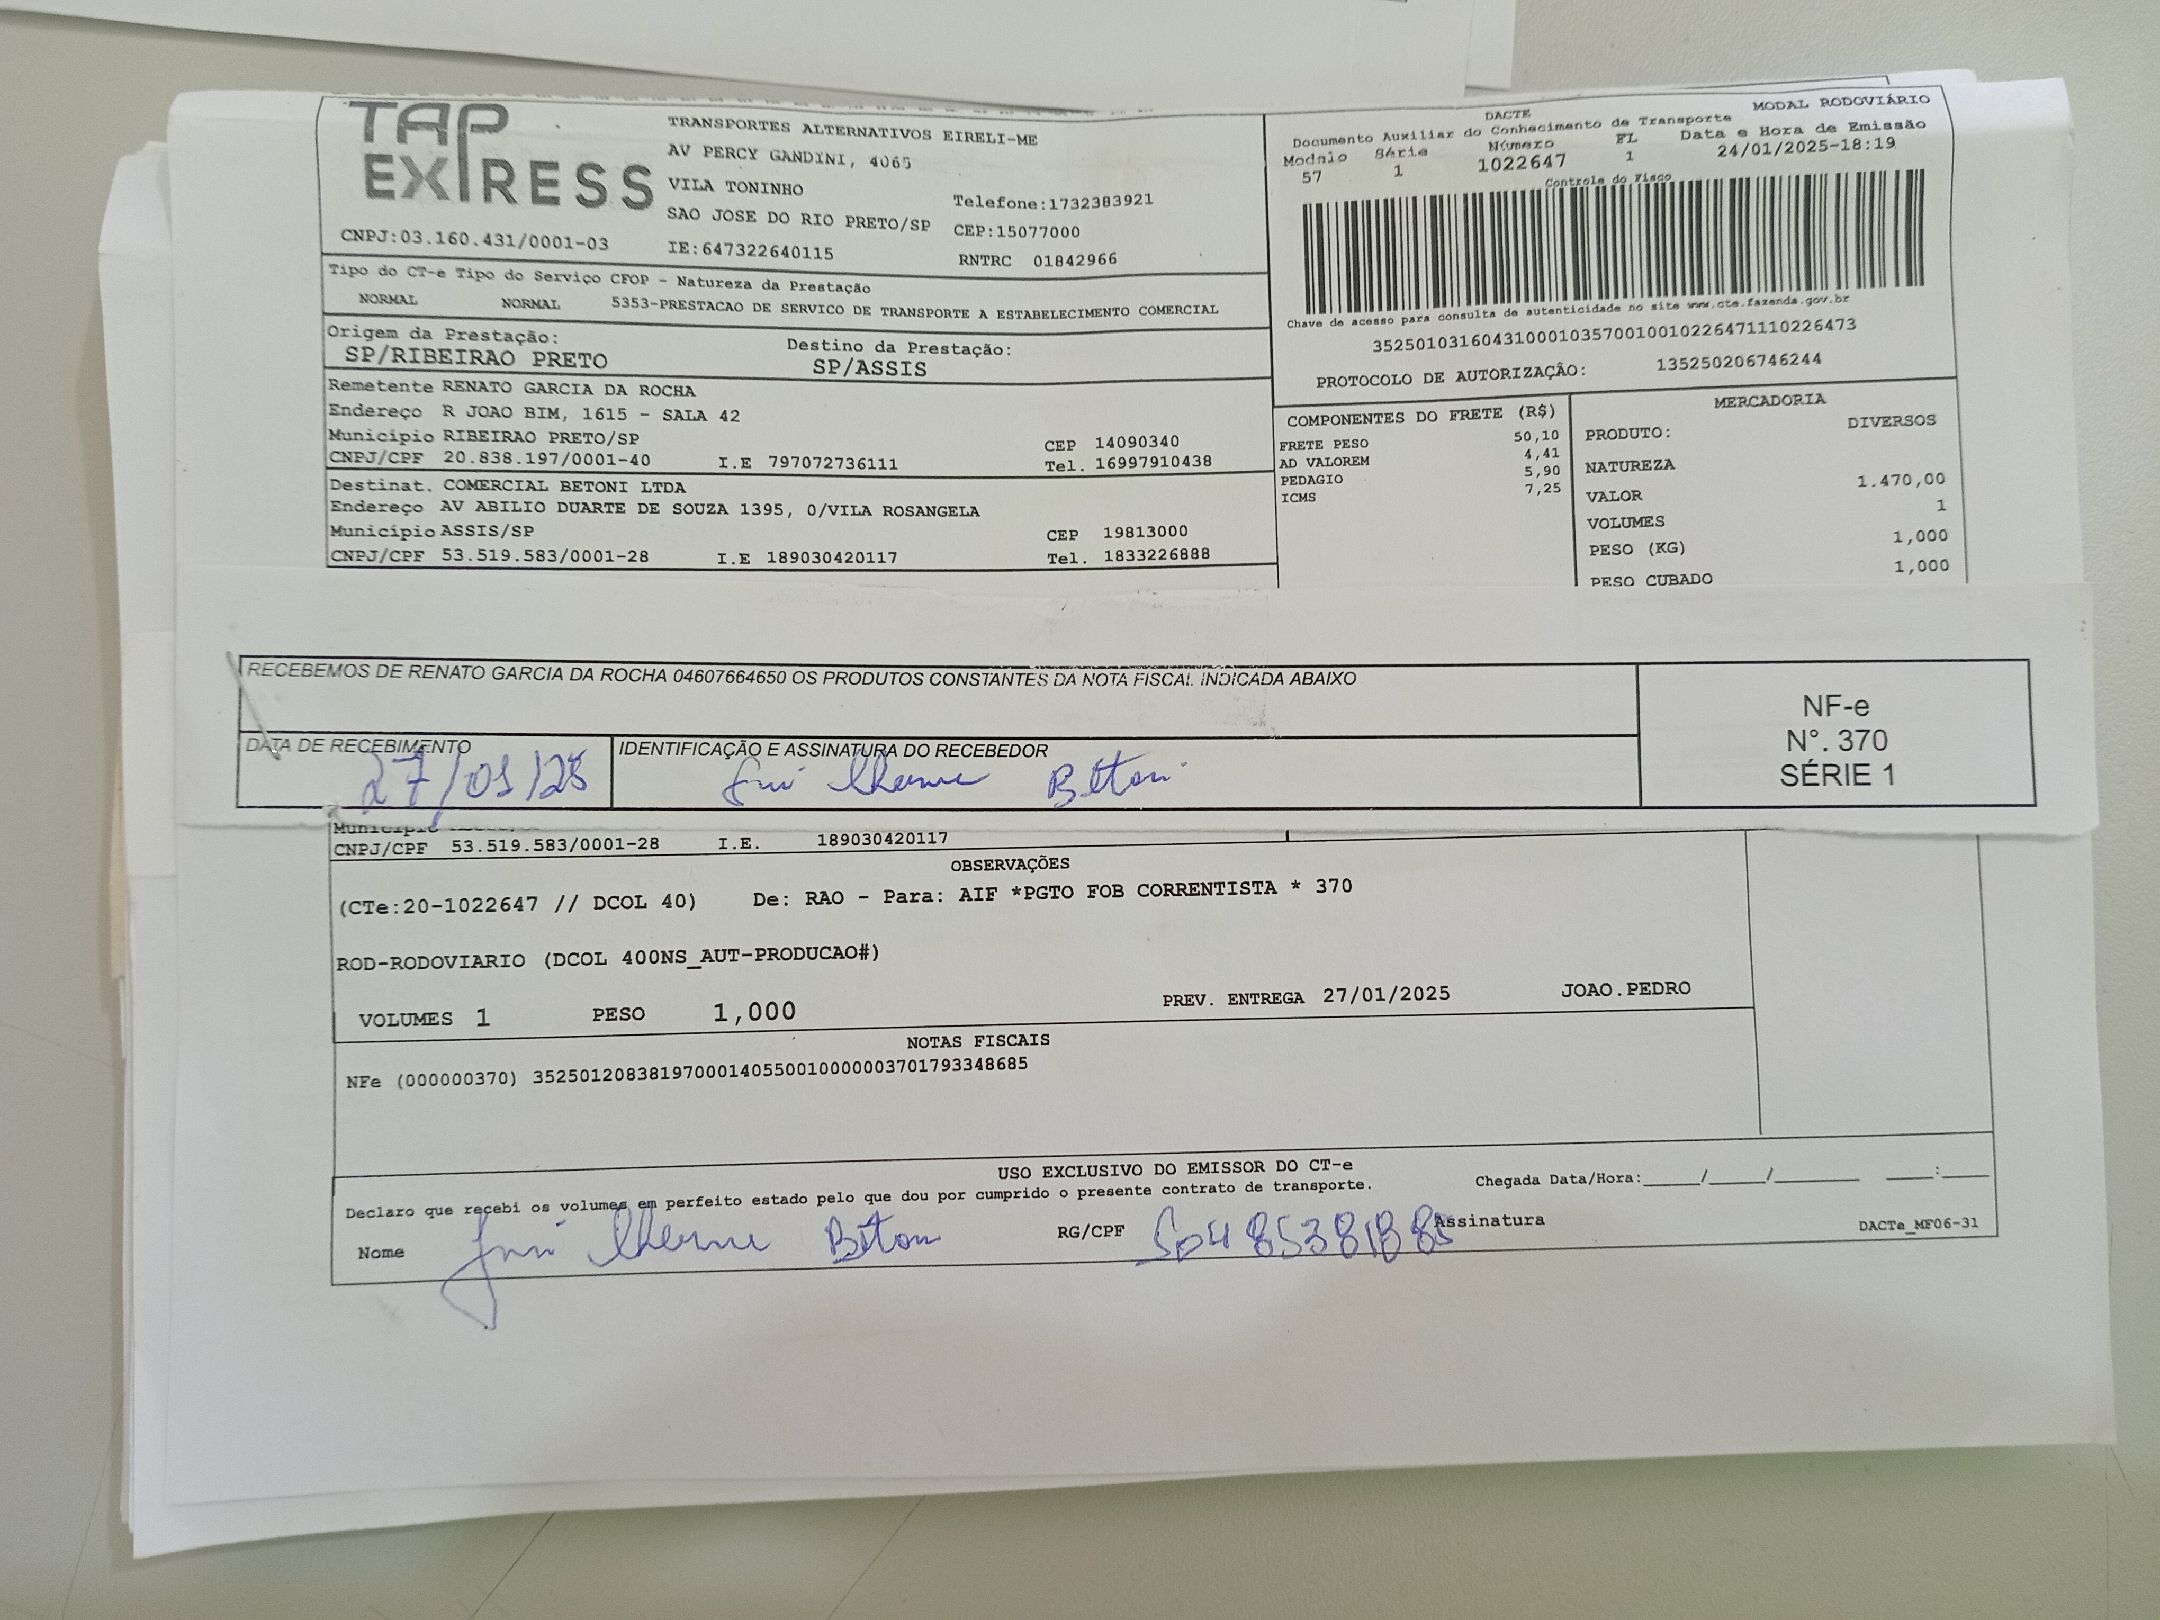 TAP EXPRESS
TRANSPORTES ALTERNATIVOS EIRELI-ME
AV PERCY GANDINI, 4065
VILA TONINHO
Telefone:1732383921
SAO JOSE DO RIO PRETO/SP CEP:15077000
CNPJ:03.160.431/0001-03 IE:647322640115 RNTRC 01842966
DACTE MODAL RODOVIÁRIO
Documento Auxiliar do Conhecimento de Transporte
Modelo Série Número FL Data e Hora de Emissão
57 1 1022647 1 24/01/2025-18:19
Controle do Fisco
Chave de acesso para consulta de autenticidade no site www.cte.fazenda.gov.br
35250103160431000103570010010226471110226473
PROTOCOLO DE AUTORIZAÇÃO: 135250206746244
Tipo do CT-e Tipo do Serviço CFOP - Natureza da Prestação
NORMAL NORMAL 5353-PRESTACAO DE SERVICO DE TRANSPORTE A ESTABELECIMENTO COMERCIAL
Origem da Prestação: Destino da Prestação:
SP/RIBEIRAO PRETO SP/ASSIS
Remetente RENATO GARCIA DA ROCHA
Endereço R JOAO BIM, 1615 - SALA 42
Município RIBEIRAO PRETO/SP CEP 14090340
CNPJ/CPF 20.838.197/0001-40 I.E 797072736111 Tel. 16997910438
Destinat. COMERCIAL BETONI LTDA
Endereço AV ABILIO DUARTE DE SOUZA 1395, 0/VILA ROSANGELA
Município ASSIS/SP CEP 19813000
CNPJ/CPF 53.519.583/0001-28 I.E 189030420117 Tel. 1833226888
COMPONENTES DO FRETE (R$)
FRETE PESO 50,10
AD VALOREM 4,41
PEDAGIO 5,90
ICMS 7,25
MERCADORIA
PRODUTO: DIVERSOS
NATUREZA
VALOR 1.470,00
VOLUMES 1
PESO (KG) 1,000
PESO CUBADO 1,000
RECEBEMOS DE RENATO GARCIA DA ROCHA 04607664650 OS PRODUTOS CONSTANTES DA NOTA FISCAL INDICADA ABAIXO
DATA DE RECEBIMENTO IDENTIFICAÇÃO E ASSINATURA DO RECEBEDOR
27/01/25 Betoni
NF-e
N°. 370
SÉRIE 1
Município
CNPJ/CPF 53.519.583/0001-28 I.E. 189030420117
OBSERVAÇÕES
(CTe:20-1022647 // DCOL 40) De: RAO - Para: AIF *PGTO FOB CORRENTISTA * 370
ROD-RODOVIARIO (DCOL 400NS_AUT-PRODUCAO#)
VOLUMES 1 PESO 1,000 PREV. ENTREGA 27/01/2025 JOAO.PEDRO
NOTAS FISCAIS
NFe (000000370) 35250120838197000140550010000003701793348685
USO EXCLUSIVO DO EMISSOR DO CT-e
Declaro que recebi os volumes em perfeito estado pelo que dou por cumprido o presente contrato de transporte. Chegada Data/Hora:_____/_____/________ ____:____
Nome Betoni RG/CPF Assinatura DACTe_MF06-31